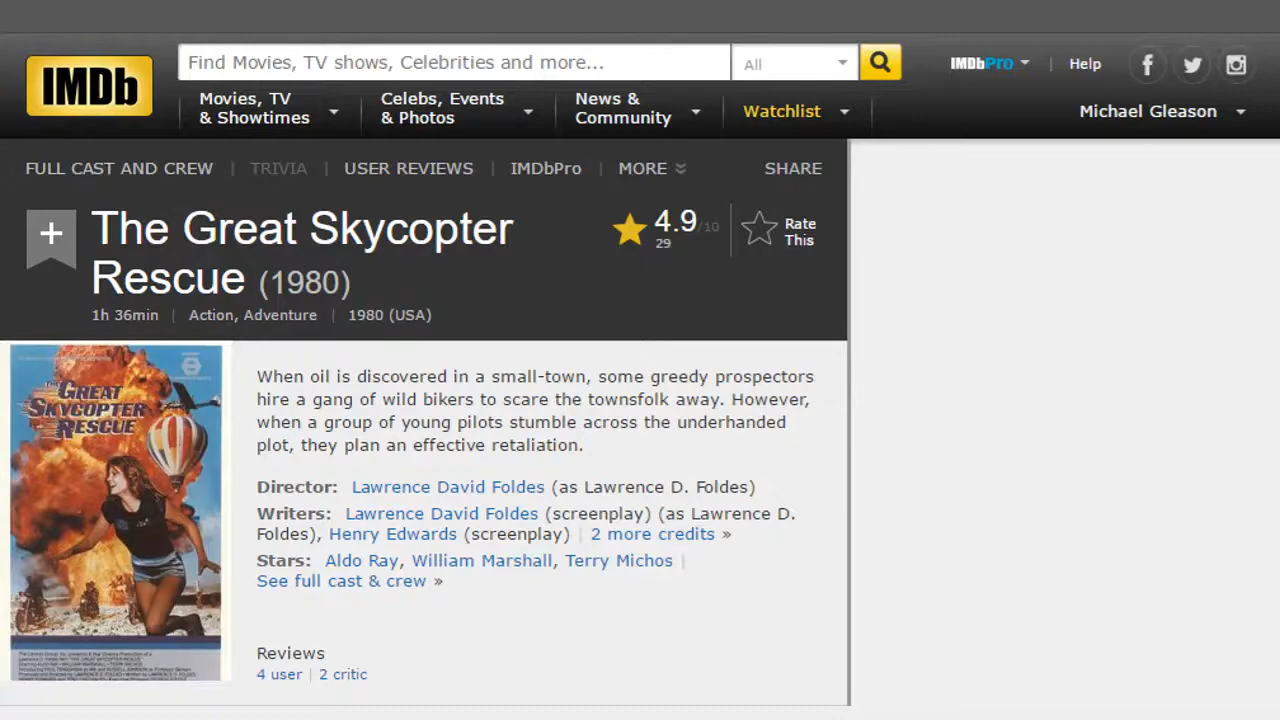 IMDb
Find Movies, TV shows, Celebrities and more...
All
IMDbPro
Help
Movies, TV
& Showtimes
Celebs, Events
& Photos
News &
Community
Watchlist
Michael Gleason
FULL CAST AND CREW | TRIVIA | USER REVIEWS | IMDbPro | MORE
SHARE
The Great Skycopter
Rescue (1980)
4.9/10
29
Rate
This
1h 36min | Action, Adventure | 1980 (USA)
THE GREAT
SKYCOPTER
RESCUE
When oil is discovered in a small-town, some greedy prospectors
hire a gang of wild bikers to scare the townsfolk away. However,
when a group of young pilots stumble across the underhanded
plot, they plan an effective retaliation.
Director: Lawrence David Foldes (as Lawrence D. Foldes)
Writers: Lawrence David Foldes (screenplay) (as Lawrence D.
Foldes), Henry Edwards (screenplay) | 2 more credits »
Stars: Aldo Ray, William Marshall, Terry Michos |
See full cast & crew »
Reviews
4 user | 2 critic